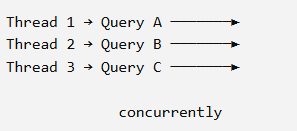 Thread 1 → Query A ───────►
Thread 2 → Query B ───────►
Thread 3 → Query C ───────►
concurrently